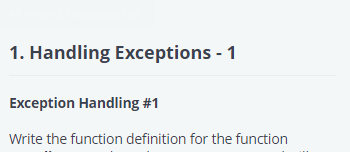 1. Handling Exceptions - 1
Exception Handling #1
Write the function definition for the function